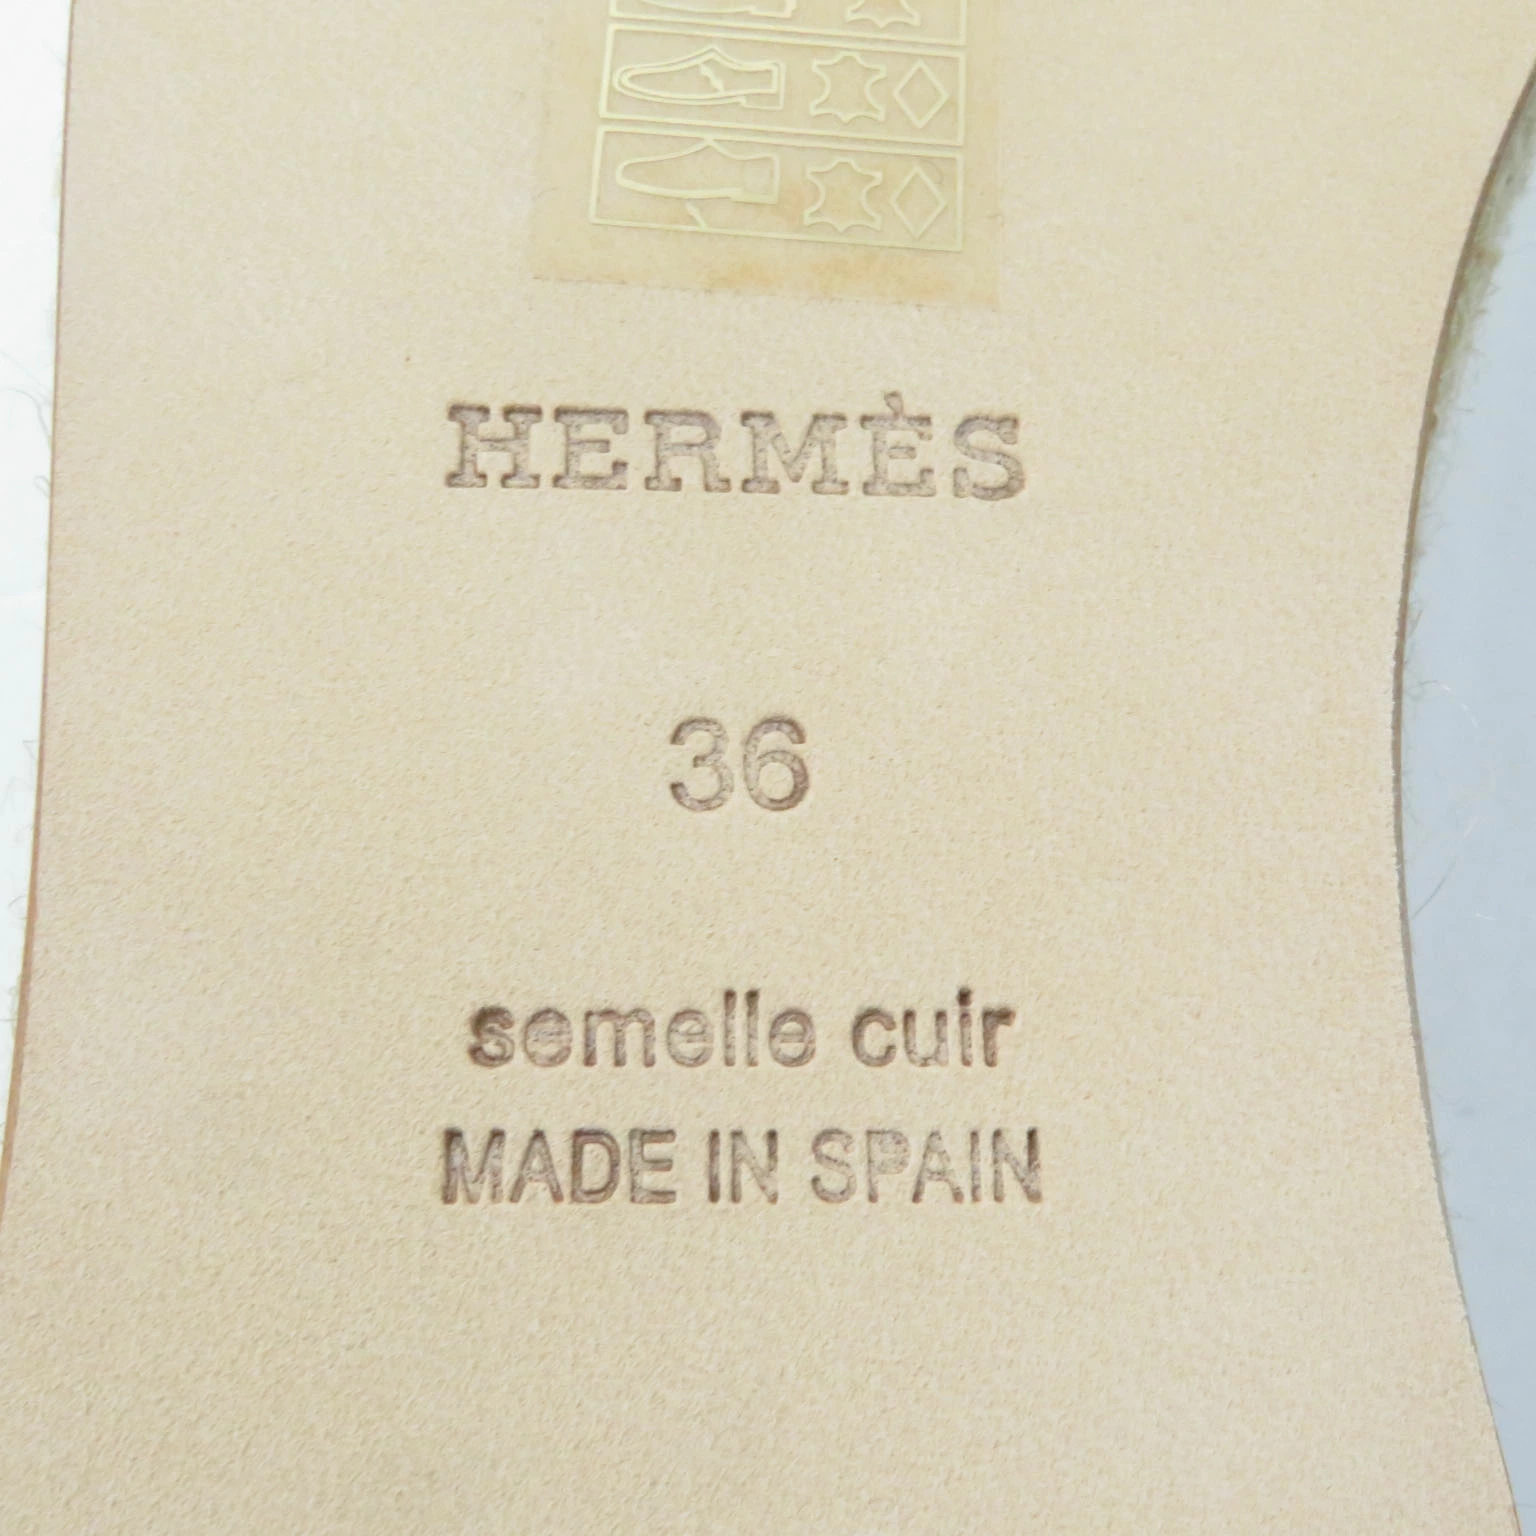 HERMÈS
36
semelle cuir
MADE IN SPAIN